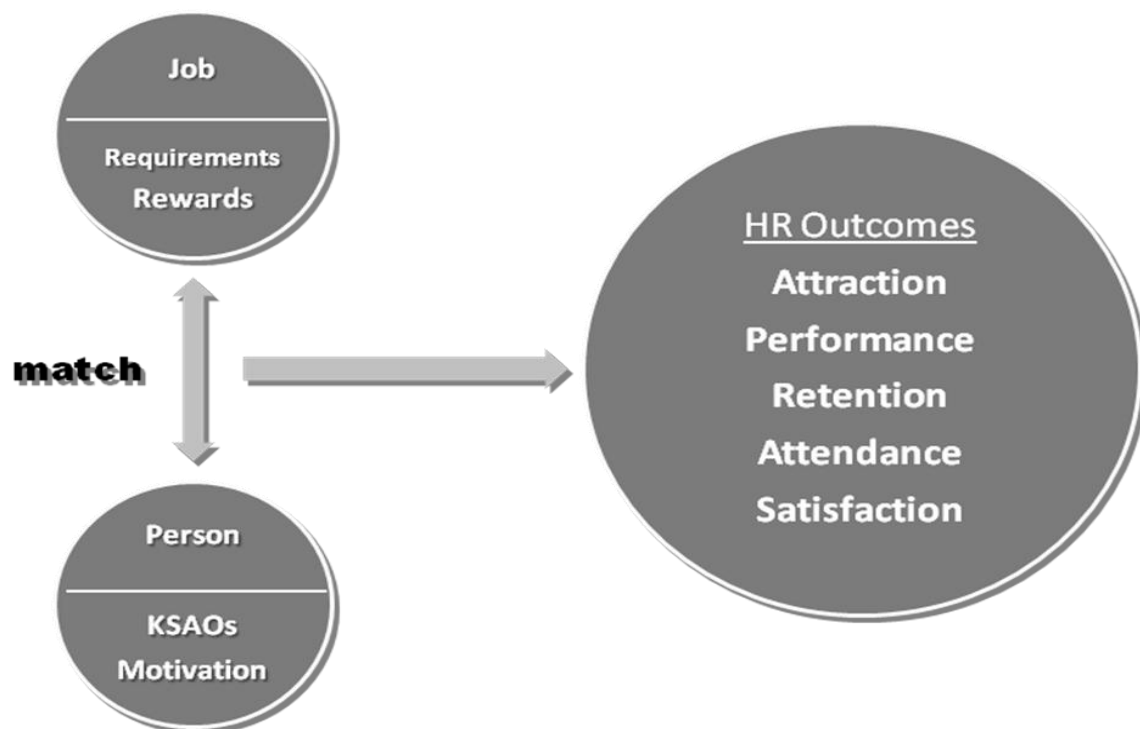 Job
Requirements
Rewards
match
Person
KSAOs
Motivation
HR Outcomes
Attraction
Performance
Retention
Attendance
Satisfaction